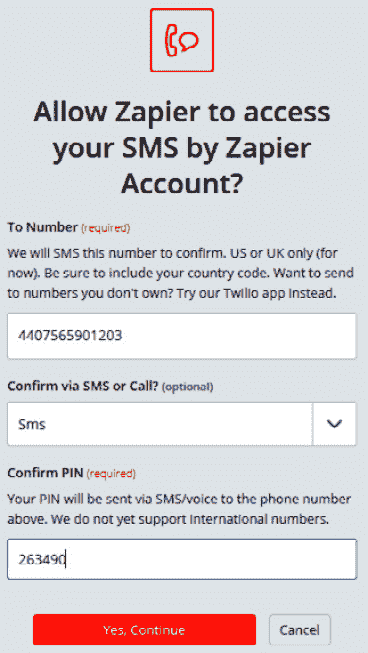 Allow Zapier to access
your SMS by Zapier
Account?
To Number (required)
We will SMS this number to confirm. US or UK only (for
now). Be sure to include your country code. Want to send
to numbers you don't own? Try our Twilio app instead.
4407565901203
Confirm via SMS or Call? (optional)
Sms
Confirm PIN (required)
Your PIN will be sent via SMS/voice to the phone number
above. We do not yet support international numbers.
263490
Yes, Continue
Cancel